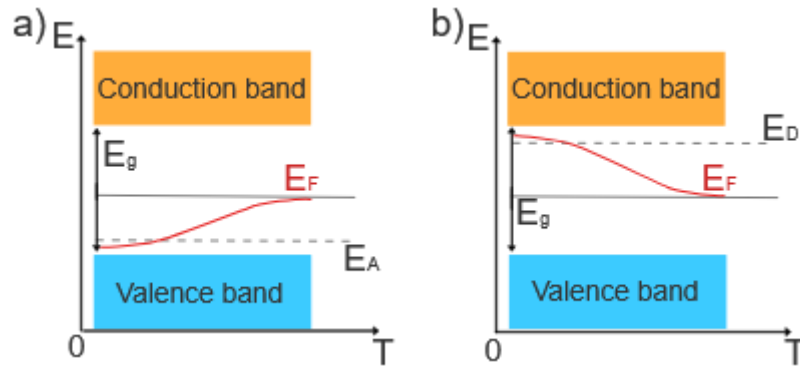 a)
E
Conduction band
Eg
EF
EA
Valence band
0
T
b)
E
Conduction band
ED
EF
Eg
Valence band
0
T